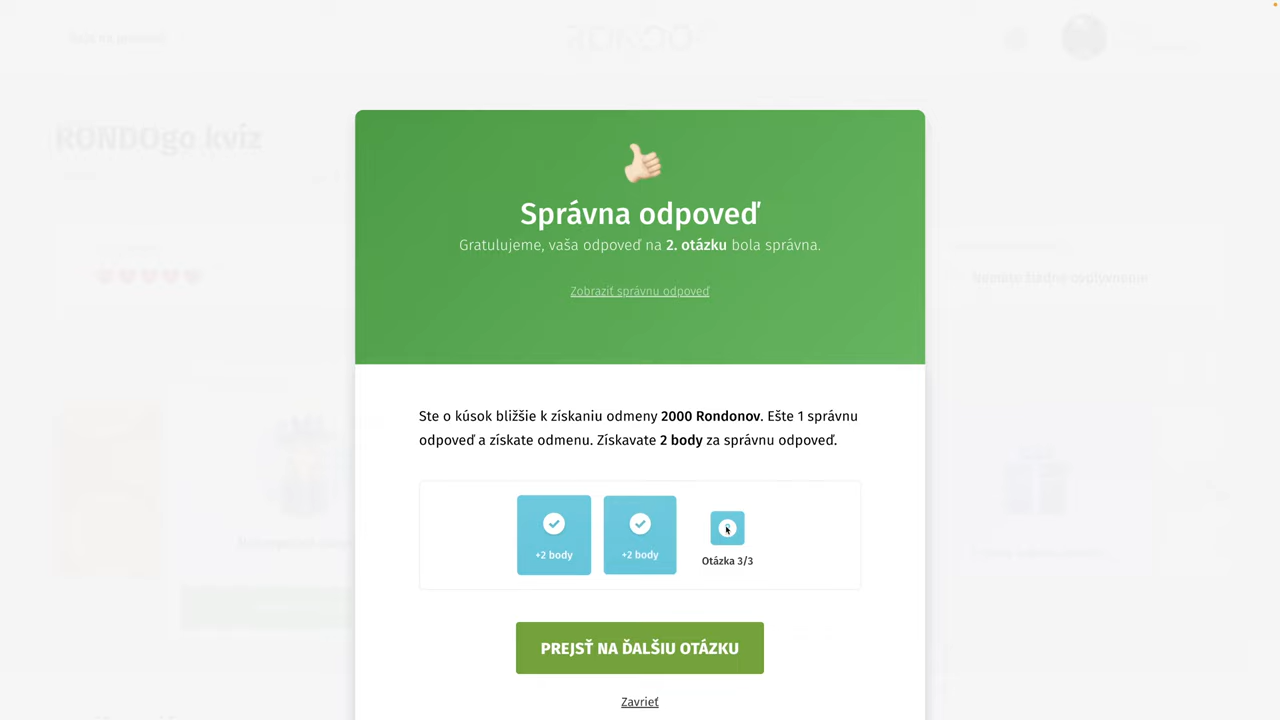 RONDOgo kvíz
Správna odpoveď
Gratulujeme, vaša odpoveď na 2. otázku bola správna.
Zobraziť správnu odpoveď
Ste o kúsok bližšie k získaniu odmeny 2000 Rondonov. Ešte 1 správnu
odpoveď a získate odmenu. Získavate 2 body za správnu odpoveď.
+2 body
+2 body
Otázka 3/3
PREJSŤ NA ĎALŠIU OTÁZKU
Zavrieť